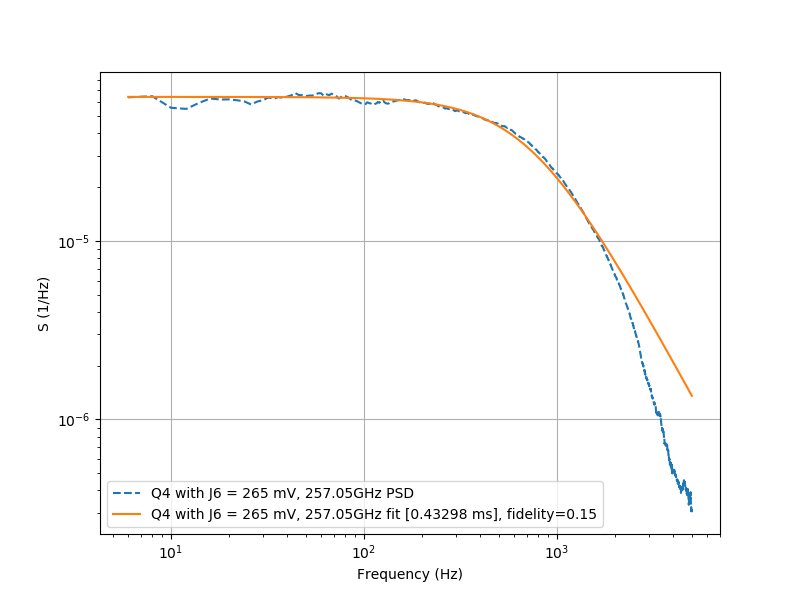 S (1/Hz)
10⁻⁵
10⁻⁶
Q4 with J6 = 265 mV, 257.05GHz PSD
Q4 with J6 = 265 mV, 257.05GHz fit [0.43298 ms], fidelity=0.15
10¹ 10² 10³
Frequency (Hz)